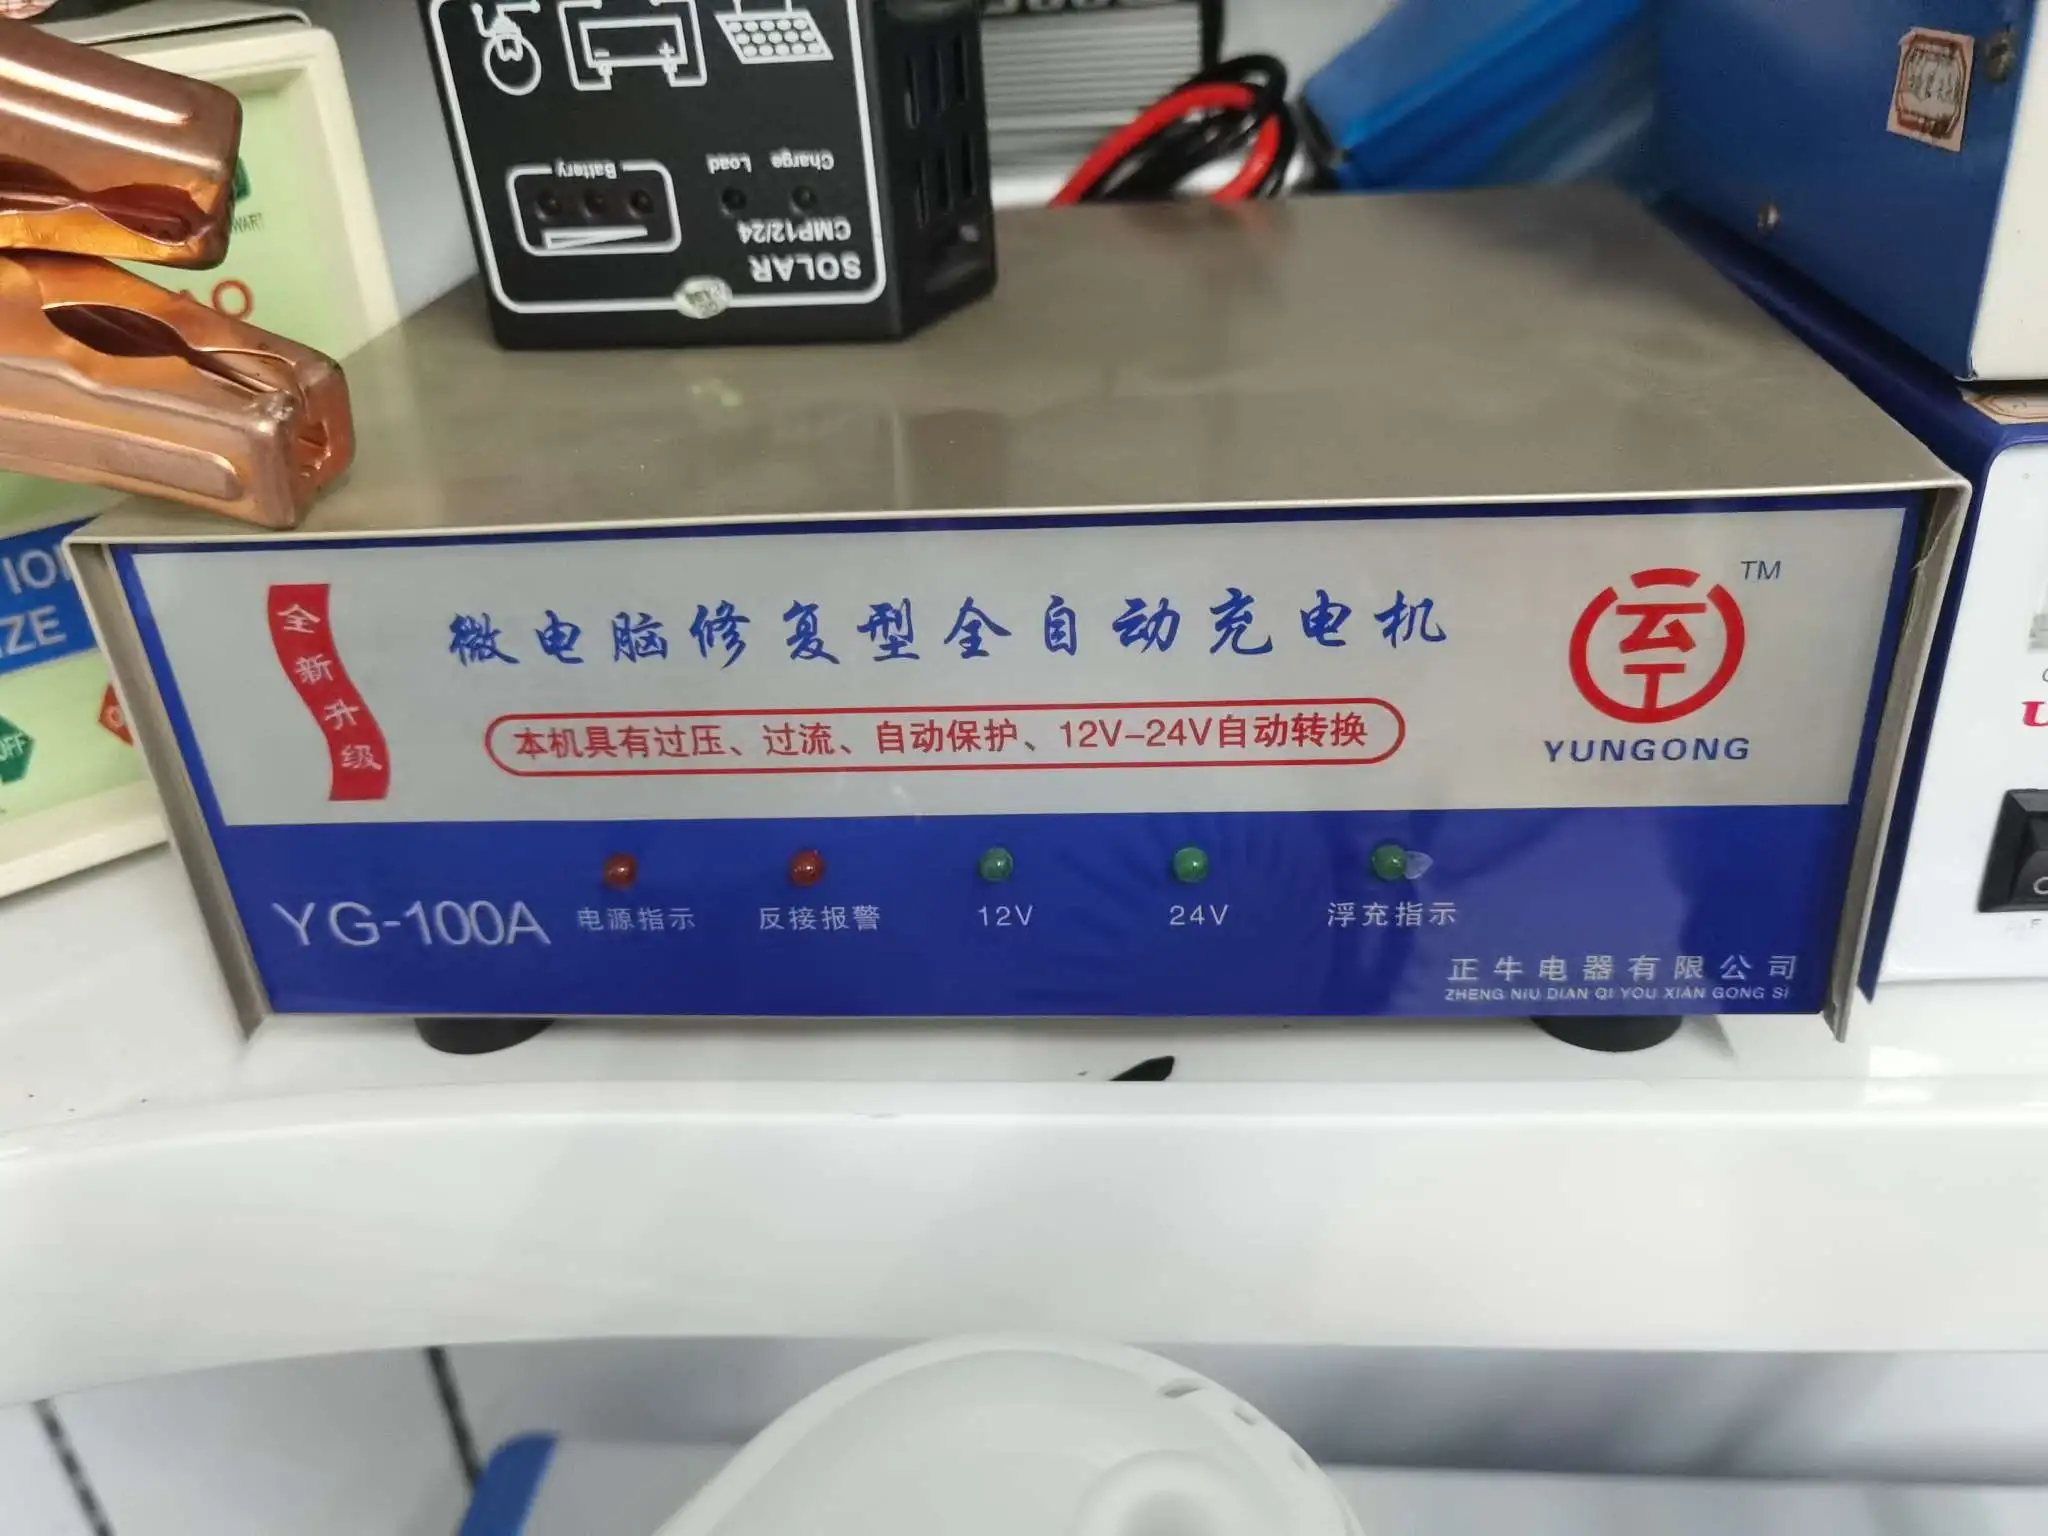 Battery
Load
Charge
CMP12/24
SOLAR
全新升级
微电脑修复型全自动充电机
本机具有过压、过流、自动保护、12V-24V自动转换
云工
TM
YUNGONG
YG-100A
电源指示
反接报警
12V
24V
浮充指示
正牛电器有限公司
ZHENG NIU DIAN QI YOU XIAN GONG SI
ZE
OFF